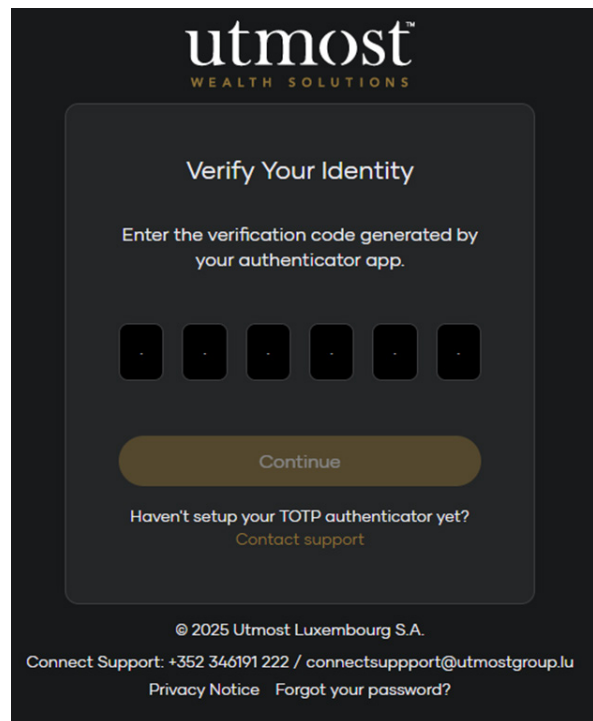 utmost™
WEALTH SOLUTIONS
Verify Your Identity
Enter the verification code generated by
your authenticator app.
- - - - - -
Continue
Haven't setup your TOTP authenticator yet?
Contact support
© 2025 Utmost Luxembourg S.A.
Connect Support: +352 346191 222 / connectsuppport@utmostgroup.lu
Privacy Notice Forgot your password?